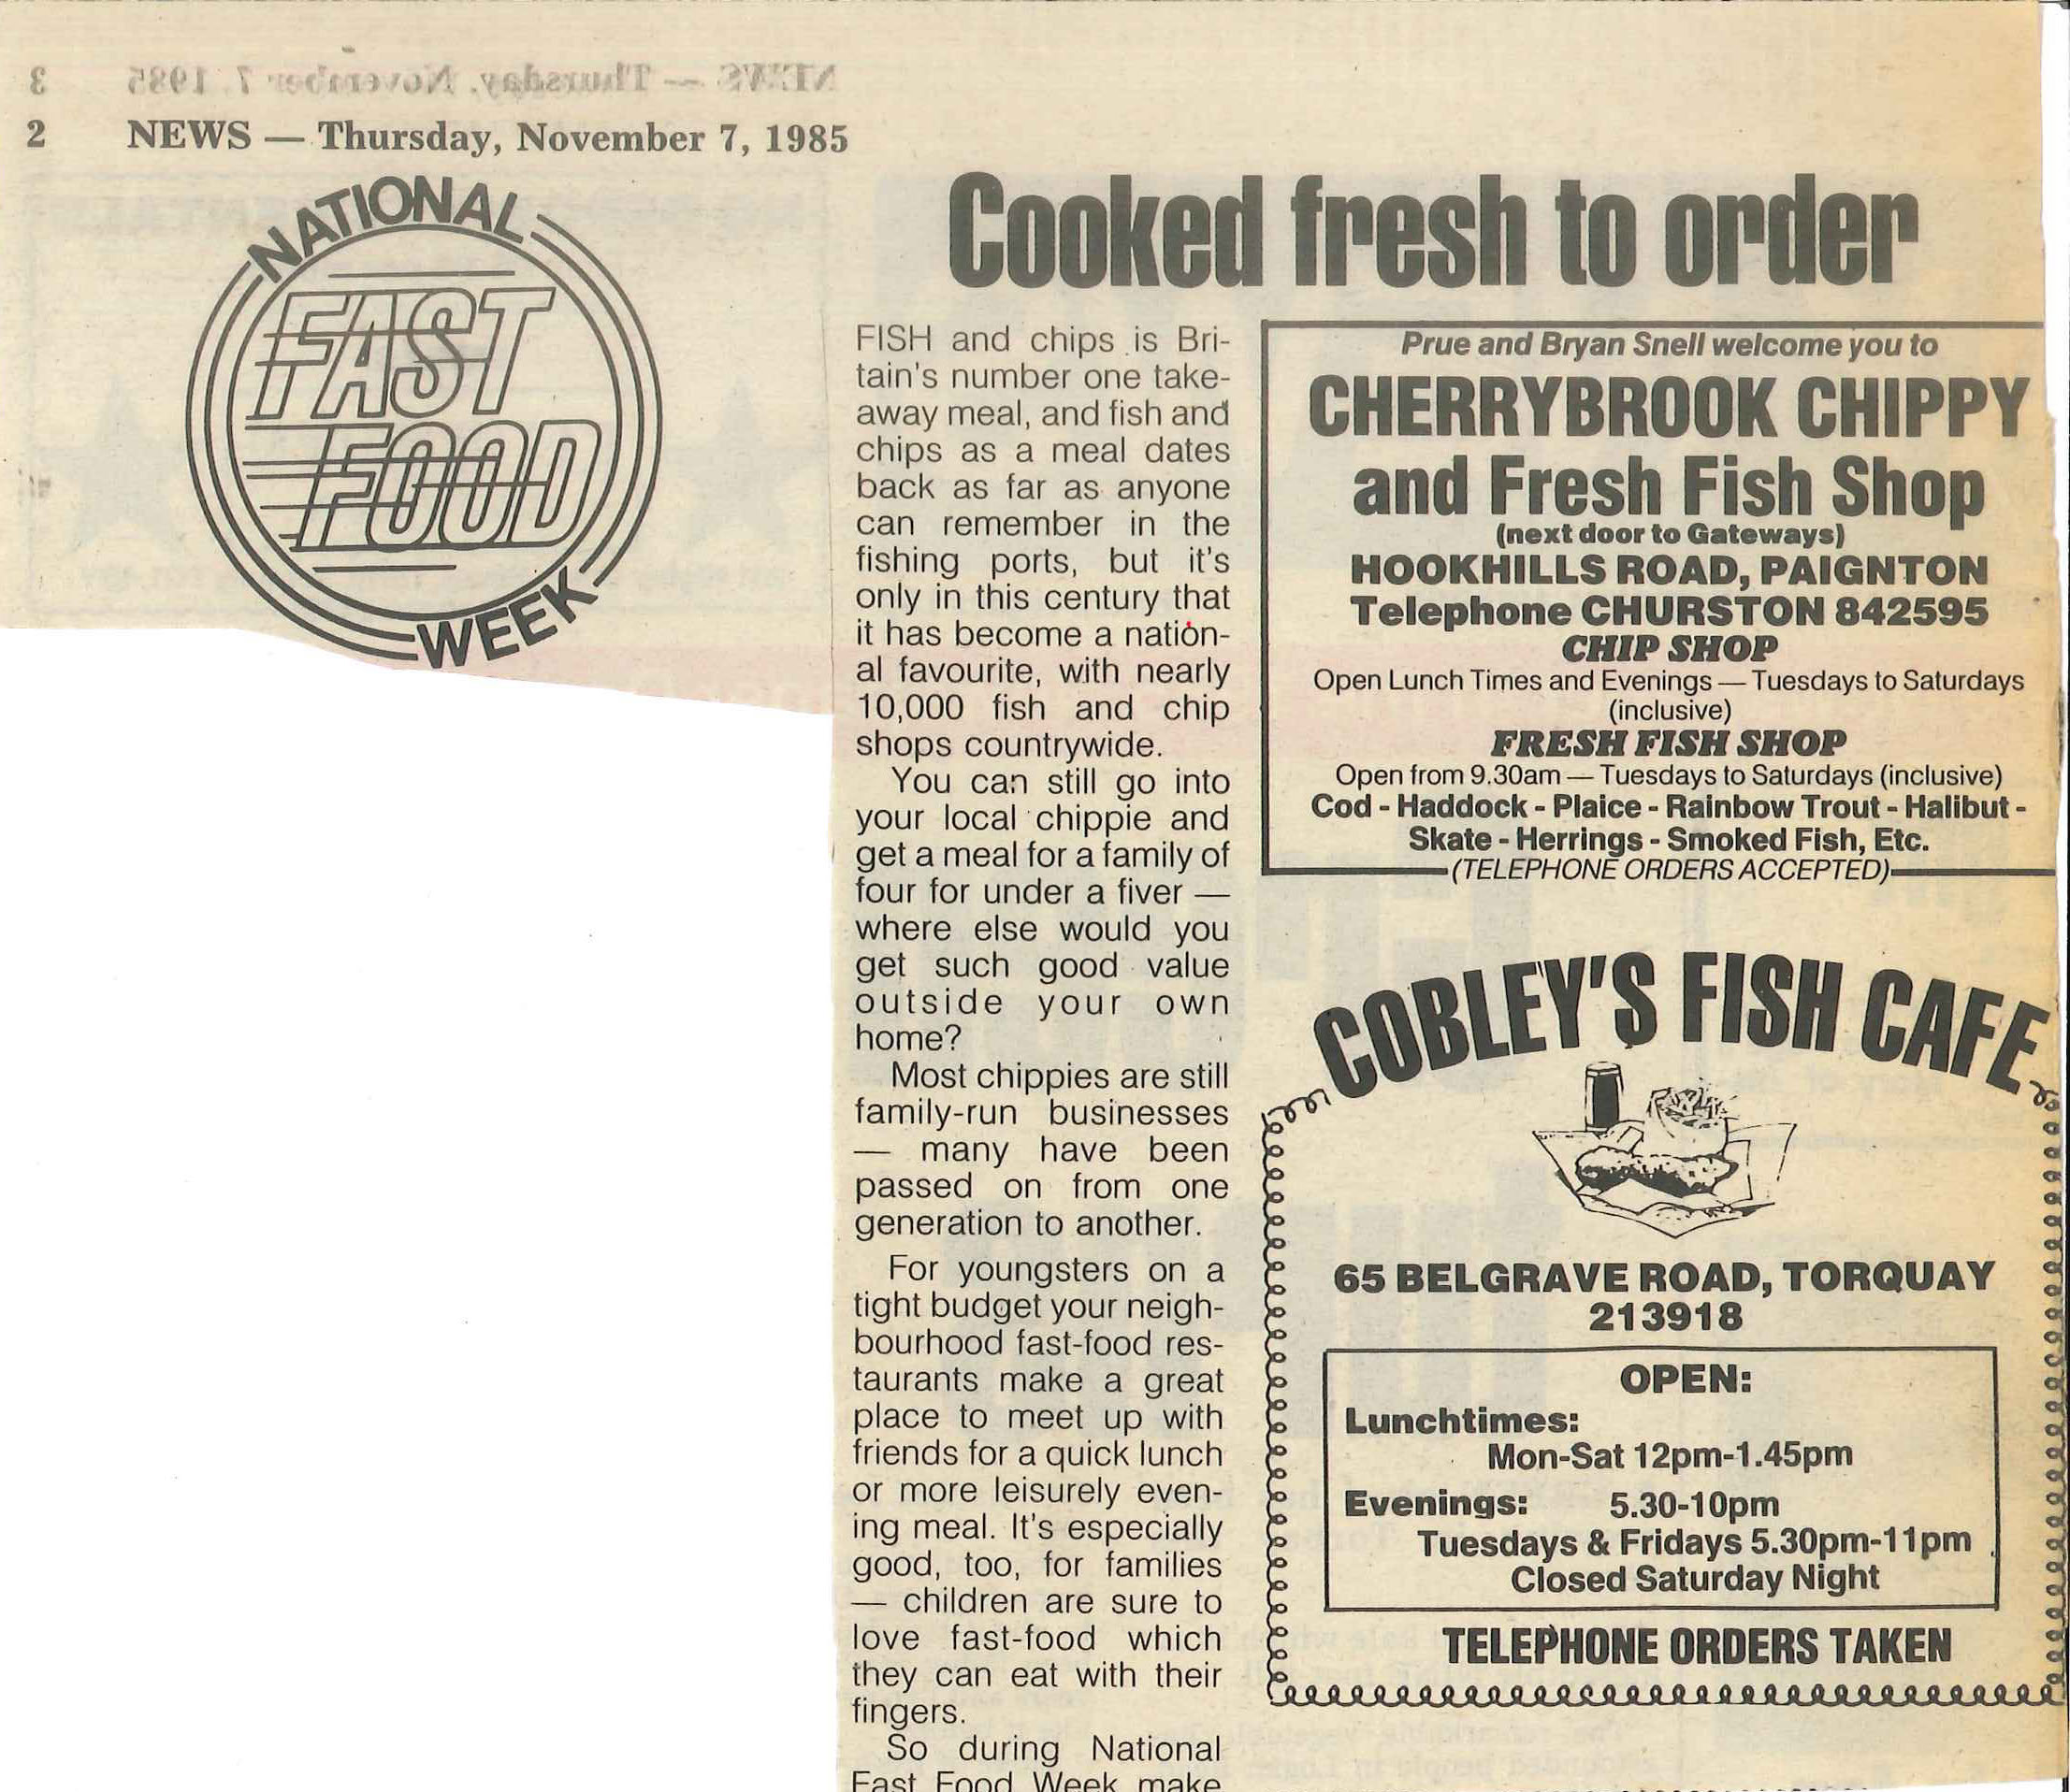 2 NEWS — Thursday, November 7, 1985
NATIONAL
FAST
FOOD
WEEK
Cooked fresh to order
FISH and chips is Bri-
tain's number one take-
away meal, and fish and
chips as a meal dates
back as far as anyone
can remember in the
fishing ports, but it's
only in this century that
it has become a nation-
al favourite, with nearly
10,000 fish and chip
shops countrywide.
You can still go into
your local chippie and
get a meal for a family of
four for under a fiver —
where else would you
get such good value
outside your own
home?
Most chippies are still
family-run businesses
— many have been
passed on from one
generation to another.
For youngsters on a
tight budget your neigh-
bourhood fast-food res-
taurants make a great
place to meet up with
friends for a quick lunch
or more leisurely even-
ing meal. It's especially
good, too, for families
— children are sure to
love fast-food which
they can eat with their
fingers.
So during National
Fast Food Week make
Prue and Bryan Snell welcome you to
CHERRYBROOK CHIPPY
and Fresh Fish Shop
(next door to Gateways)
HOOKHILLS ROAD, PAIGNTON
Telephone CHURSTON 842595
CHIP SHOP
Open Lunch Times and Evenings — Tuesdays to Saturdays
(inclusive)
FRESH FISH SHOP
Open from 9.30am — Tuesdays to Saturdays (inclusive)
Cod - Haddock - Plaice - Rainbow Trout - Halibut -
Skate - Herrings - Smoked Fish, Etc.
(TELEPHONE ORDERS ACCEPTED)
COBLEY'S FISH CAFE
65 BELGRAVE ROAD, TORQUAY
213918
OPEN:
Lunchtimes:
Mon-Sat 12pm-1.45pm
Evenings: 5.30-10pm
Tuesdays & Fridays 5.30pm-11pm
Closed Saturday Night
TELEPHONE ORDERS TAKEN